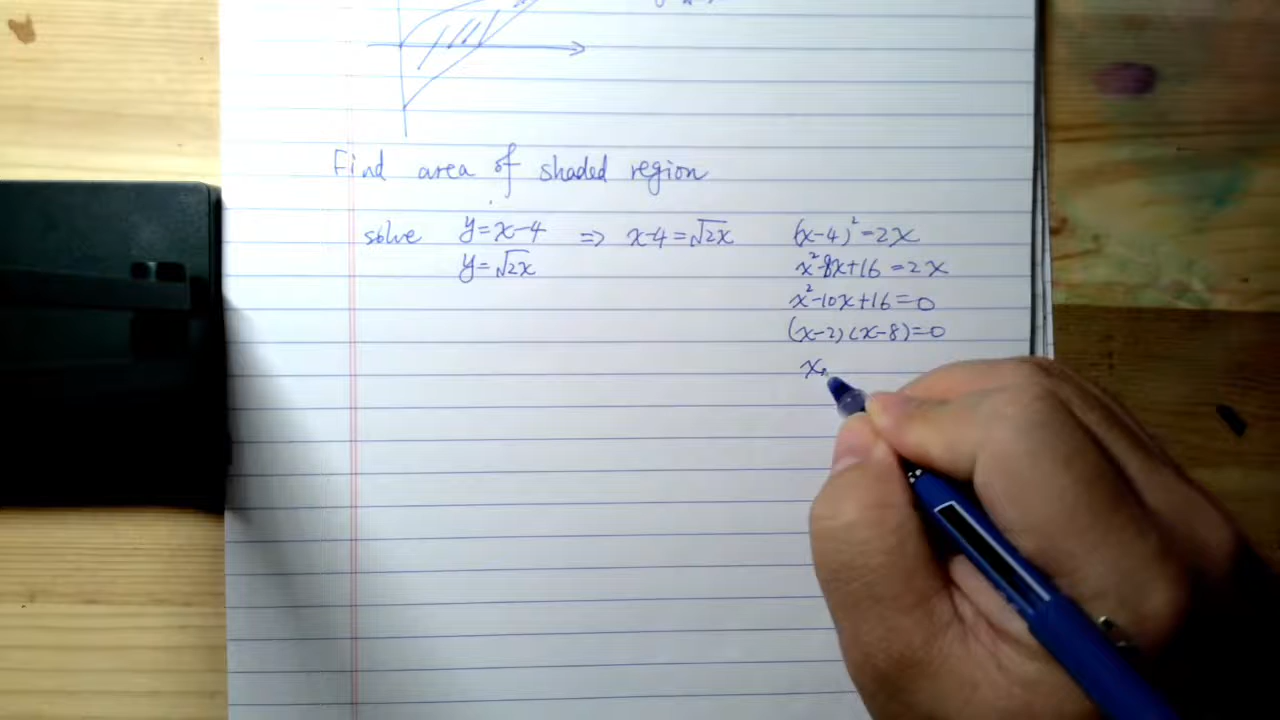 Find area of shaded region
solve y=x-4 => x-4=√2x (x-4)²=2x
y=√2x x²-8x+16=2x
x²-10x+16=0
(x-2)(x-8)=0
x